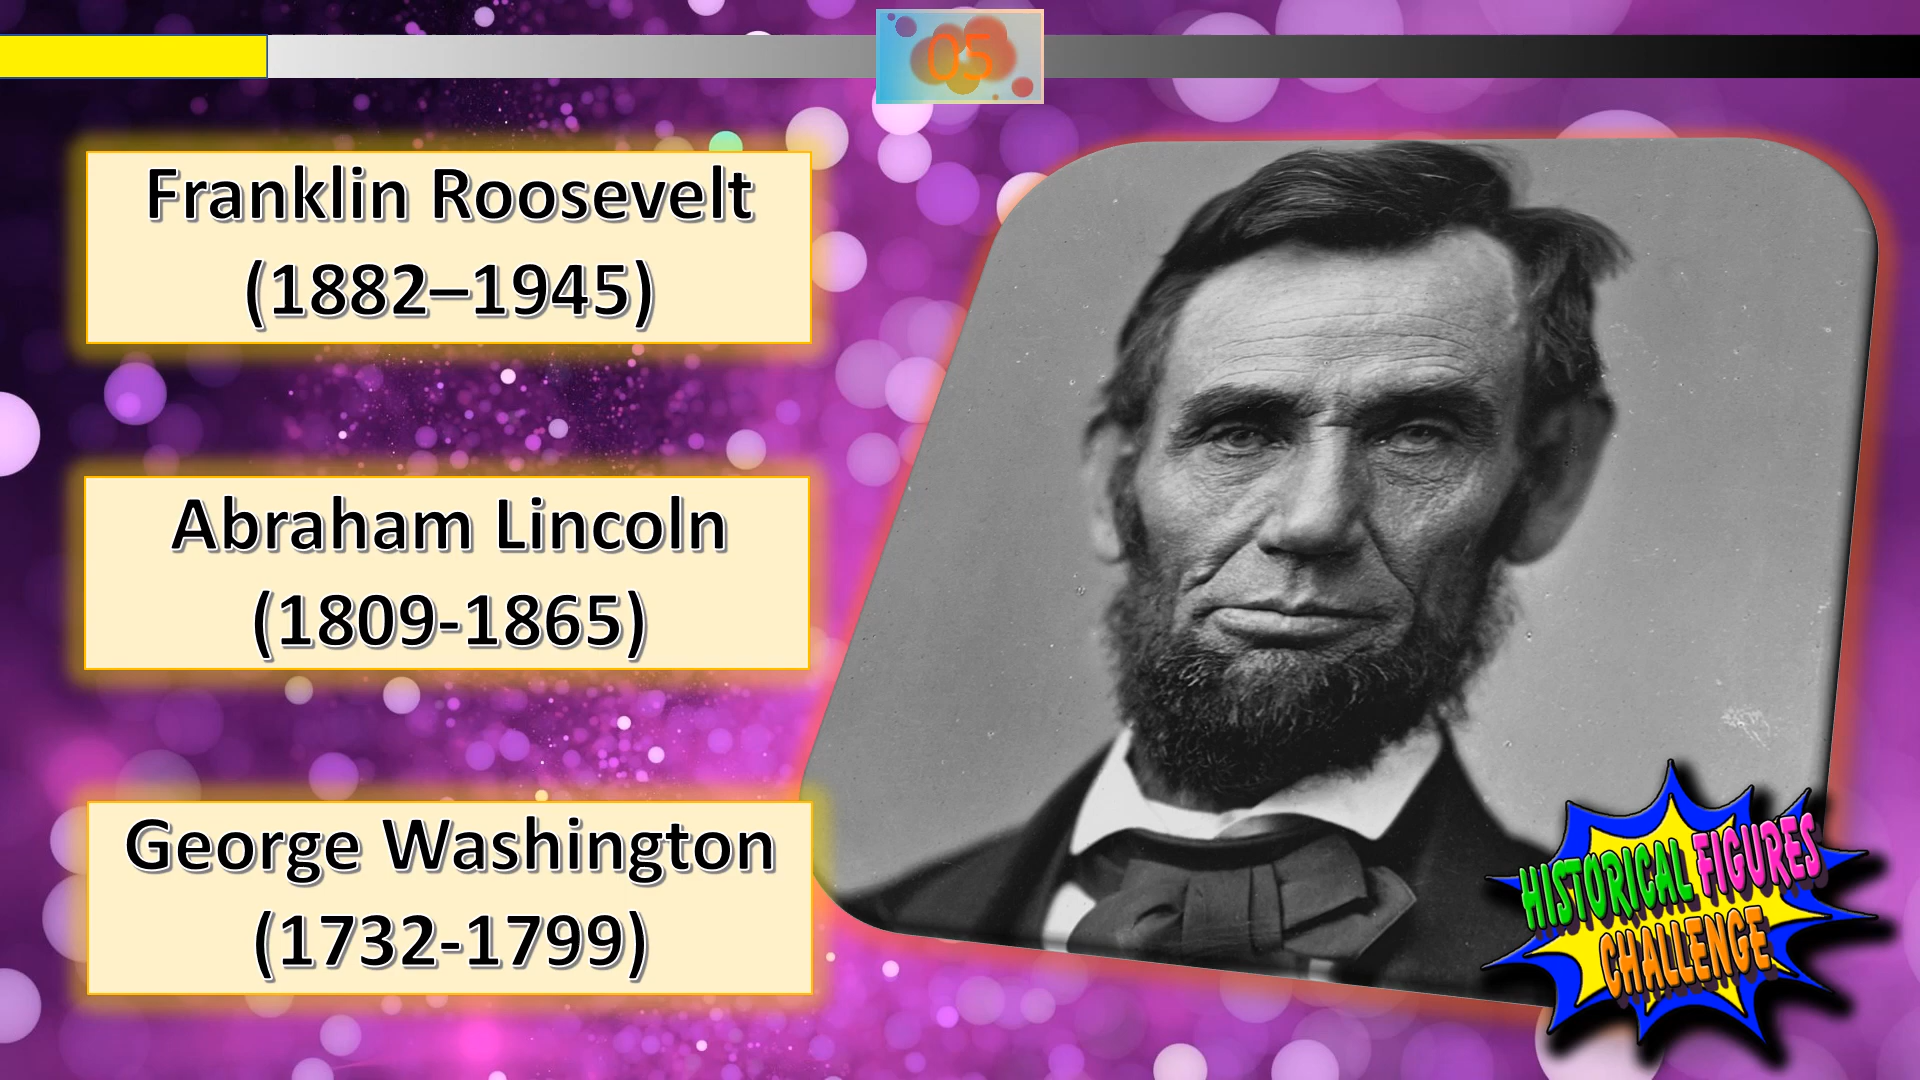 05
Franklin Roosevelt
(1882–1945)
Abraham Lincoln
(1809-1865)
George Washington
(1732-1799)
HISTORICAL FIGURES
CHALLENGE